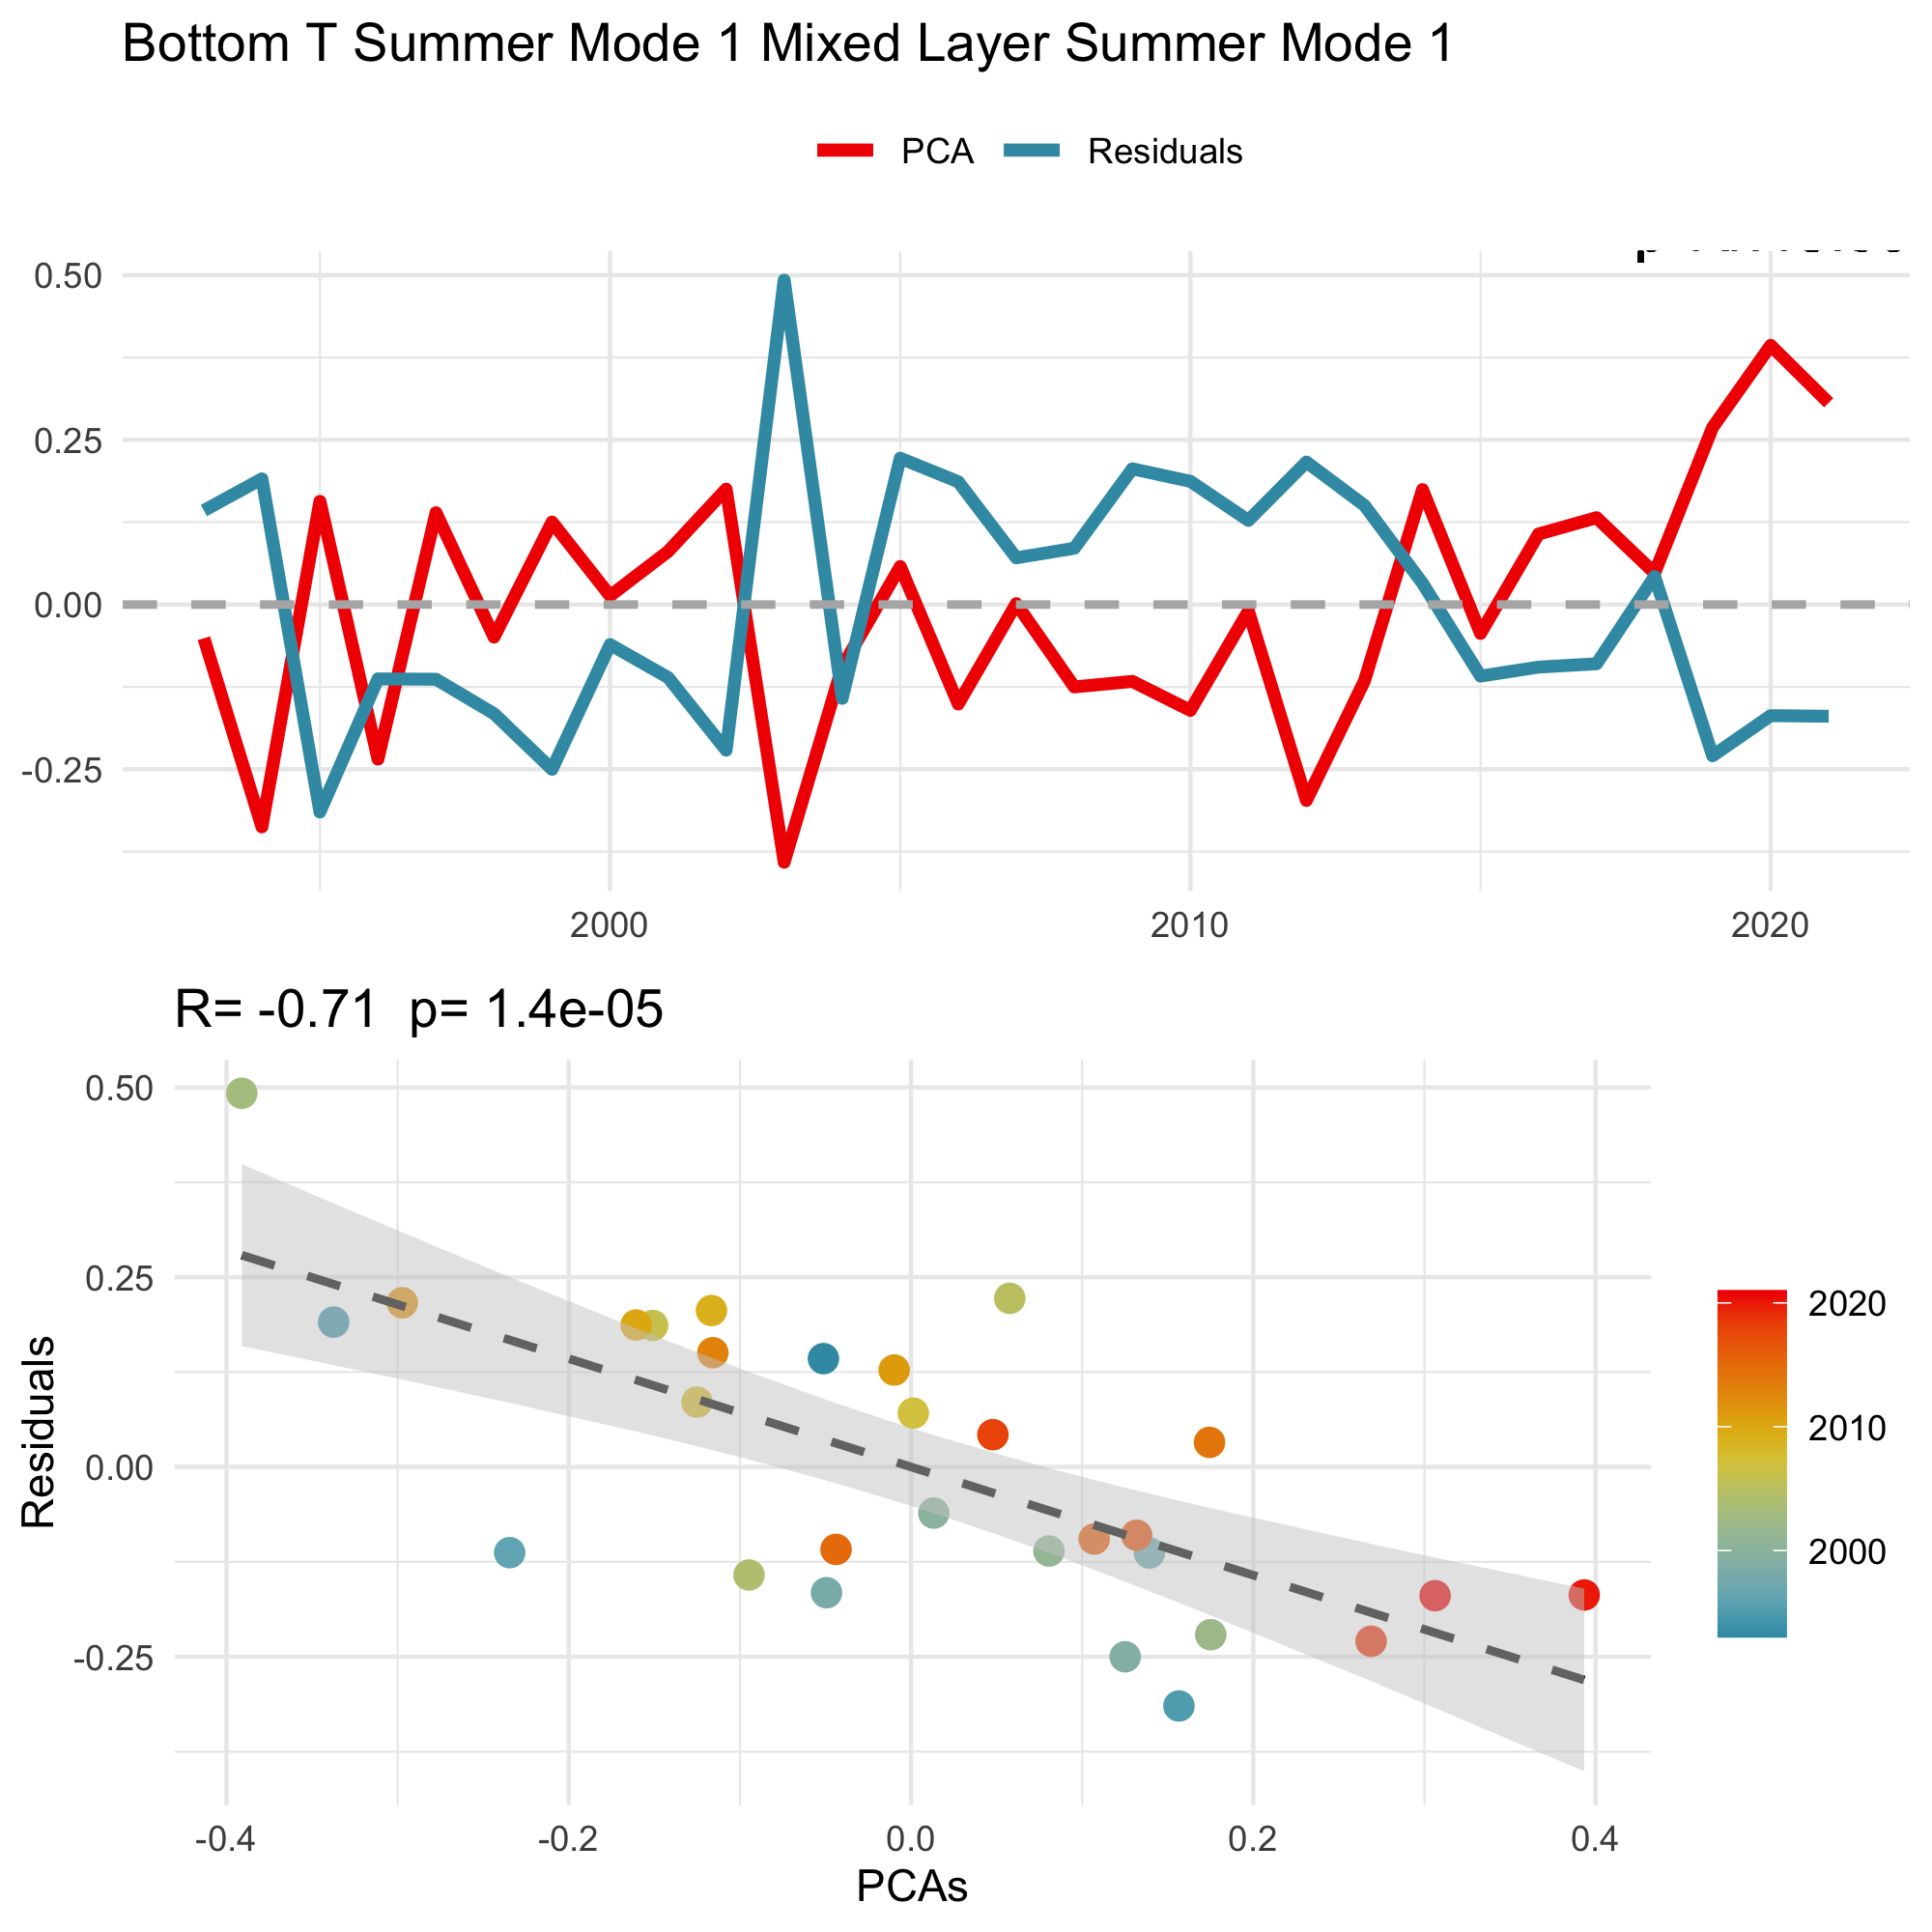 Bottom T Summer Mode 1 Mixed Layer Summer Mode 1
PCA Residuals
0.50
0.25
0.00
-0.25
2000 2010 2020
R= -0.71 p= 1.4e-05
Residuals
0.50
0.25
0.00
-0.25
-0.4 -0.2 0.0 0.2 0.4
PCAs
2020
2010
2000